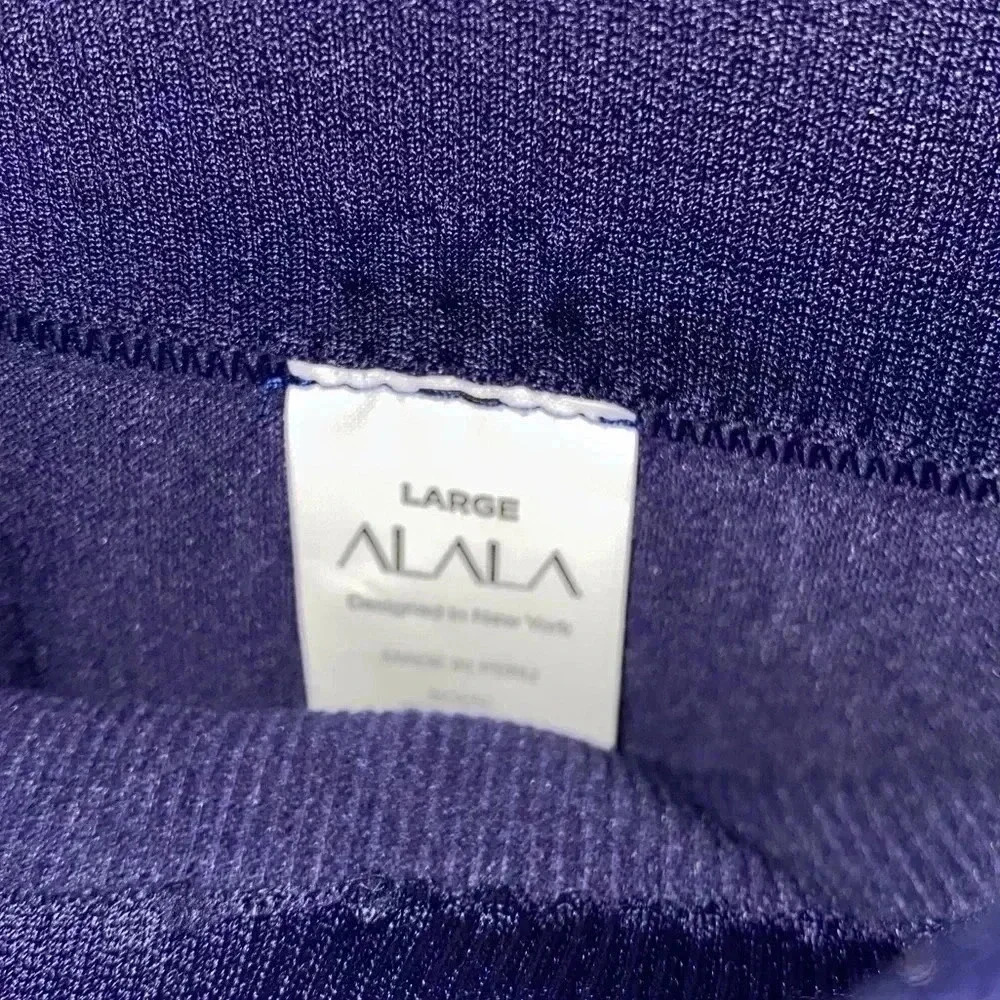 LARGE
ALALA
Designed in New York
MADE IN PERU